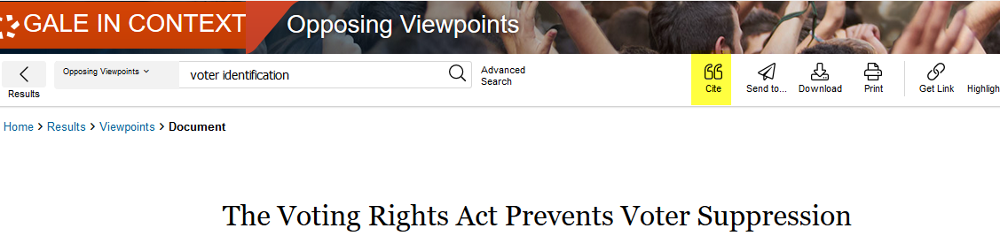 GALE IN CONTEXT Opposing Viewpoints
Results
Opposing Viewpoints
voter identification
Advanced
Search
Cite
Send to...
Download
Print
Get Link
Highligh
Home > Results > Viewpoints > Document
The Voting Rights Act Prevents Voter Suppression